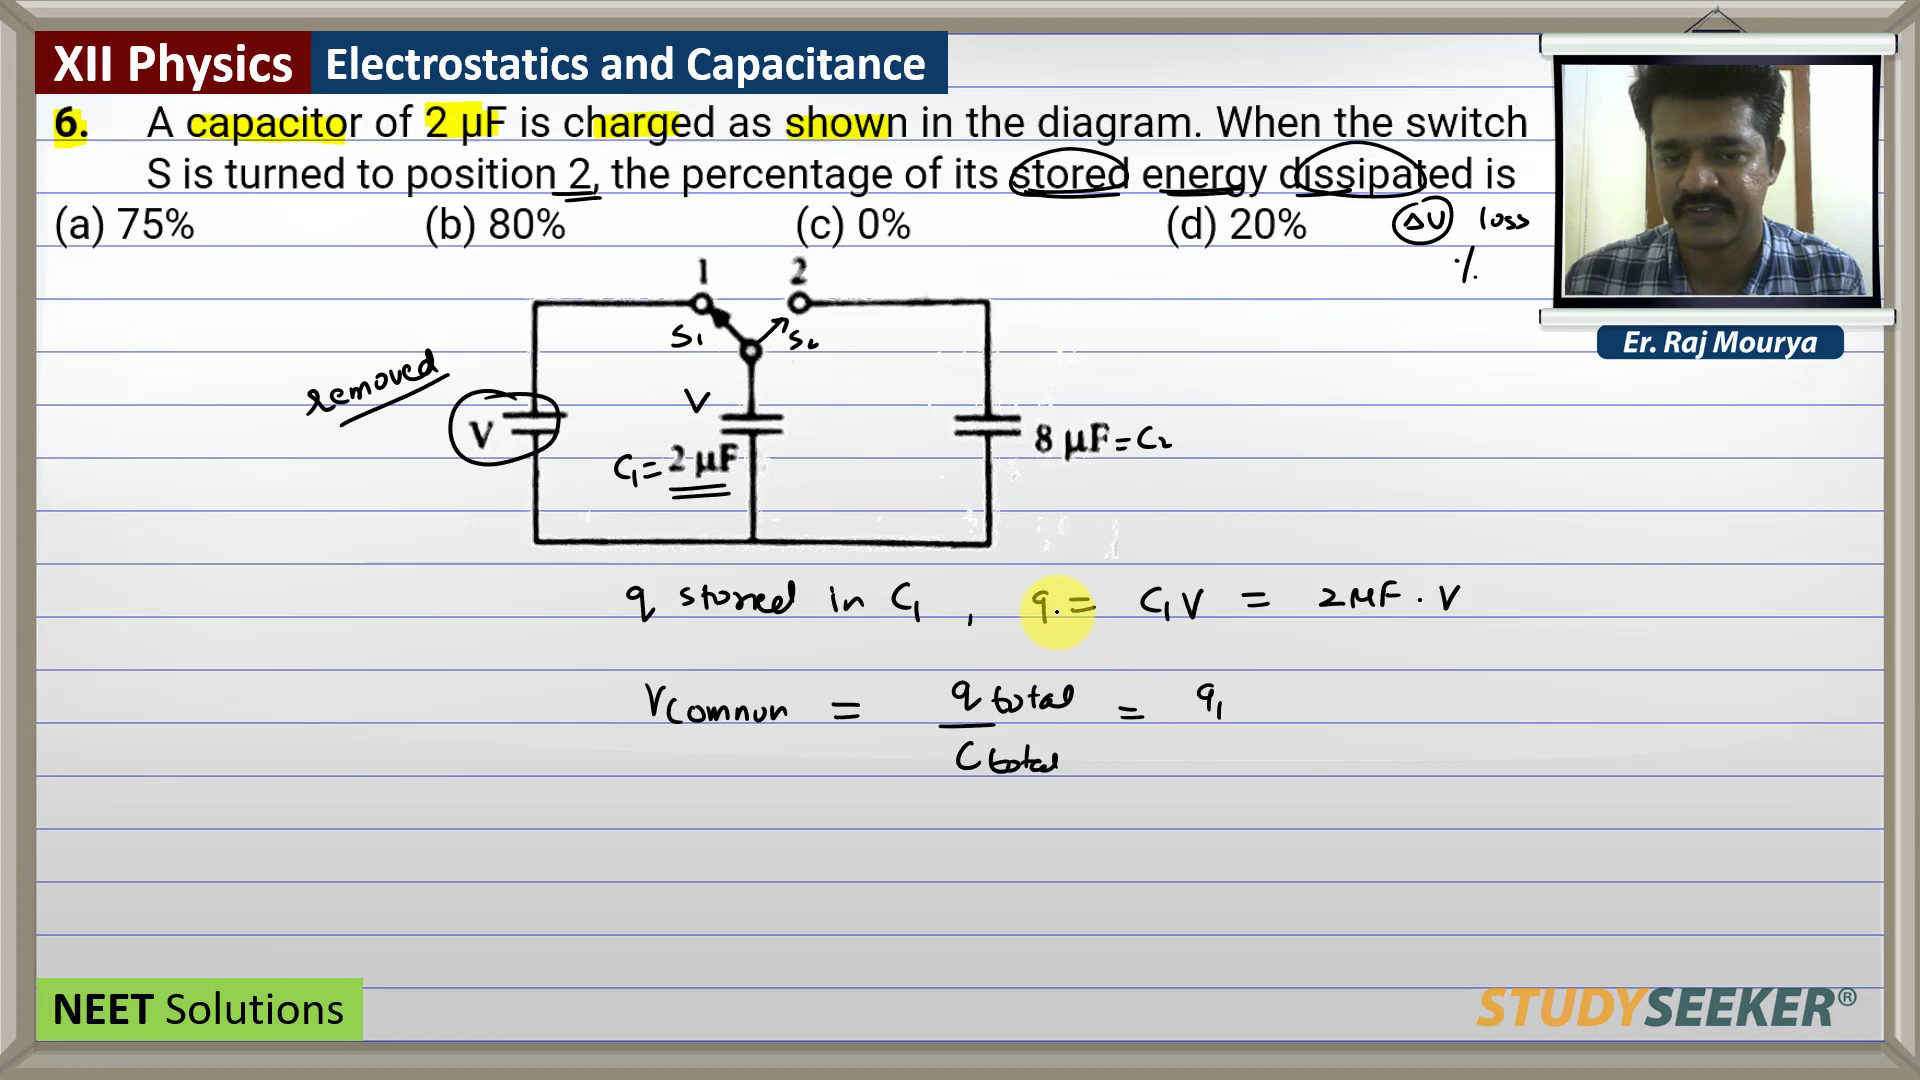 XII Physics Electrostatics and Capacitance
6. A capacitor of 2 μF is charged as shown in the diagram. When the switch
S is turned to position 2, the percentage of its stored energy dissipated is
(a) 75% (b) 80% (c) 0% (d) 20%
ΔU loss
%
1 2
S₁ S₂
removed
V
V
C₁ = 2 μF
8 μF = C₂
q stored in C₁ , q = C₁V = 2μF . V
Vcommun = q total / C total = q₁
Er. Raj Mourya
NEET Solutions
STUDYSEEKER®